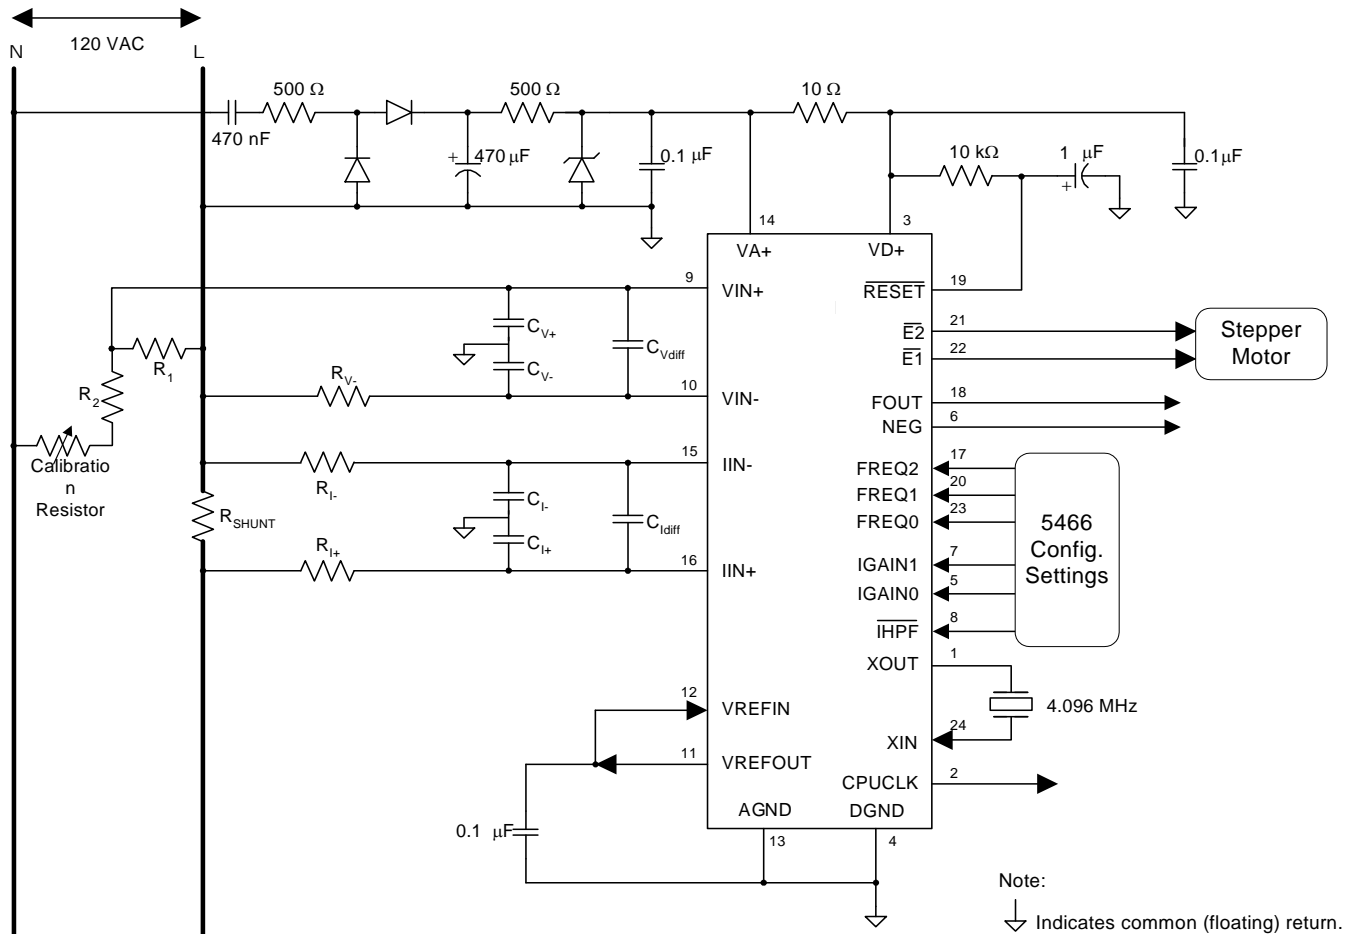 120 VAC
N
L
500 Ω
500 Ω
10 Ω
470 nF
+
470 μF
0.1 μF
10 kΩ
1 μF
+
0.1 μF
14
3
VA+
VD+
9
VIN+
RESET
19
CV+
CV-
CVdiff
E2
21
E1
22
Stepper
Motor
R1
R2
RV-
10
VIN-
FOUT
18
NEG
6
Calibratio
n
Resistor
15
IIN-
RI-
CI-
CI+
CIdiff
RSHUNT
RI+
16
IIN+
FREQ2
17
FREQ1
20
FREQ0
23
IGAIN1
7
IGAIN0
5
IHPF
8
5466
Config.
Settings
XOUT
1
4.096 MHz
XIN
24
12
VREFIN
11
VREFOUT
CPUCLK
2
AGND
DGND
0.1 μF
13
4
Note:
Indicates common (floating) return.